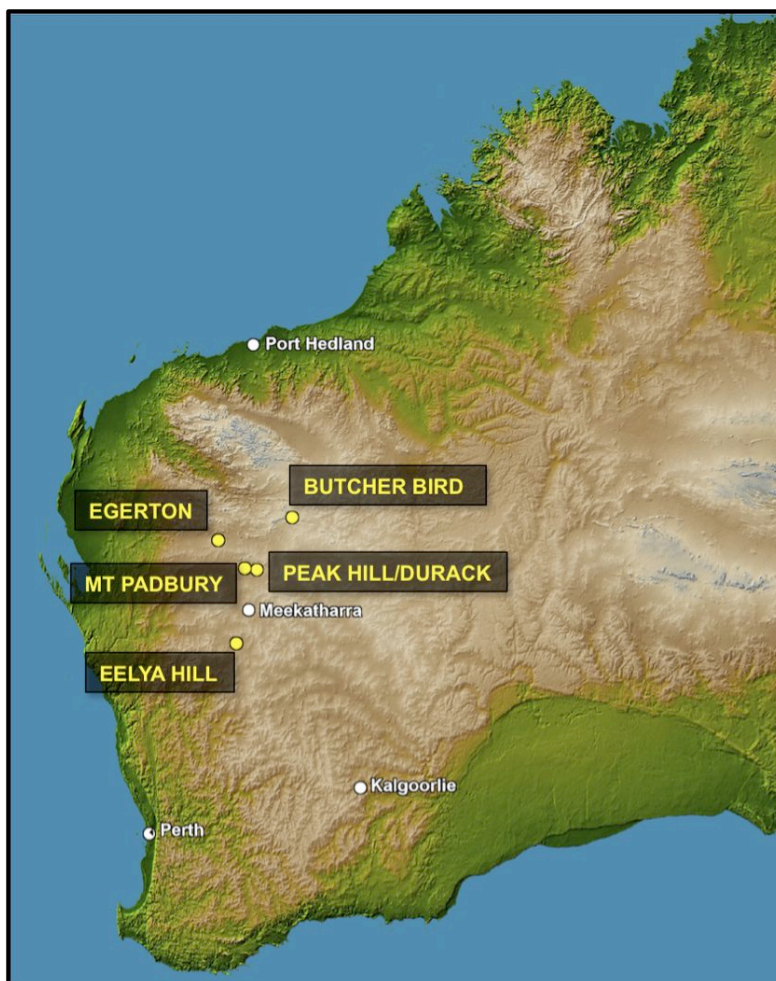 Port Hedland
BUTCHER BIRD
EGERTON
MT PADBURY
PEAK HILL/DURACK
Meekatharra
EELYA HILL
Kalgoorlie
Perth